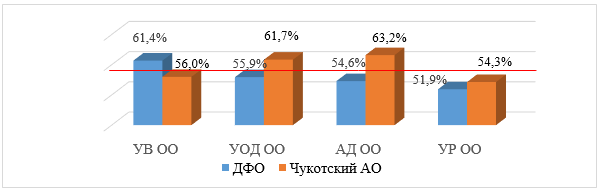 61,4% 61,7% 63,2%
56,0% 55,9% 54,6% 54,3%
51,9%
УВ ОО УОД ОО АД ОО УР ОО
ДФО Чукотский АО